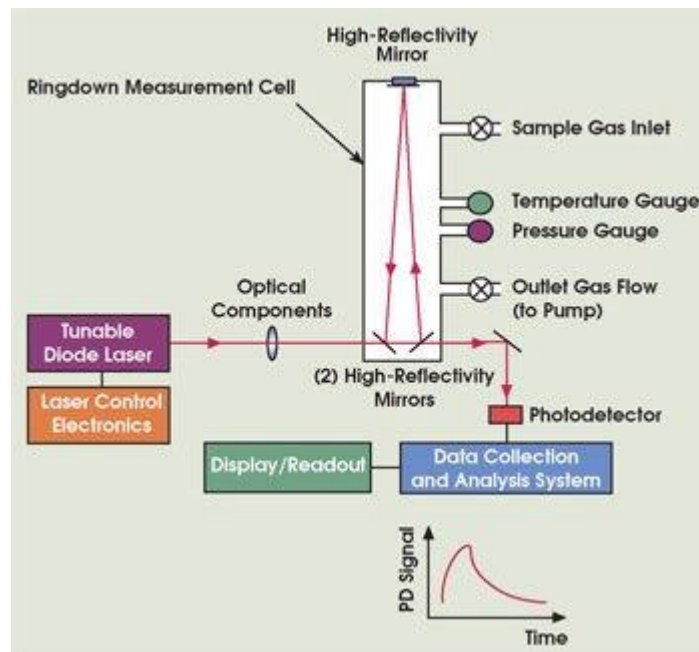 High-Reflectivity
Mirror
Ringdown Measurement Cell
Sample Gas Inlet
Temperature Gauge
Pressure Gauge
Outlet Gas Flow
(to Pump)
Optical
Components
Tunable
Diode Laser
(2) High-Reflectivity
Mirrors
Laser Control
Electronics
Photodetector
Display/Readout
Data Collection
and Analysis System
PD Signal
Time